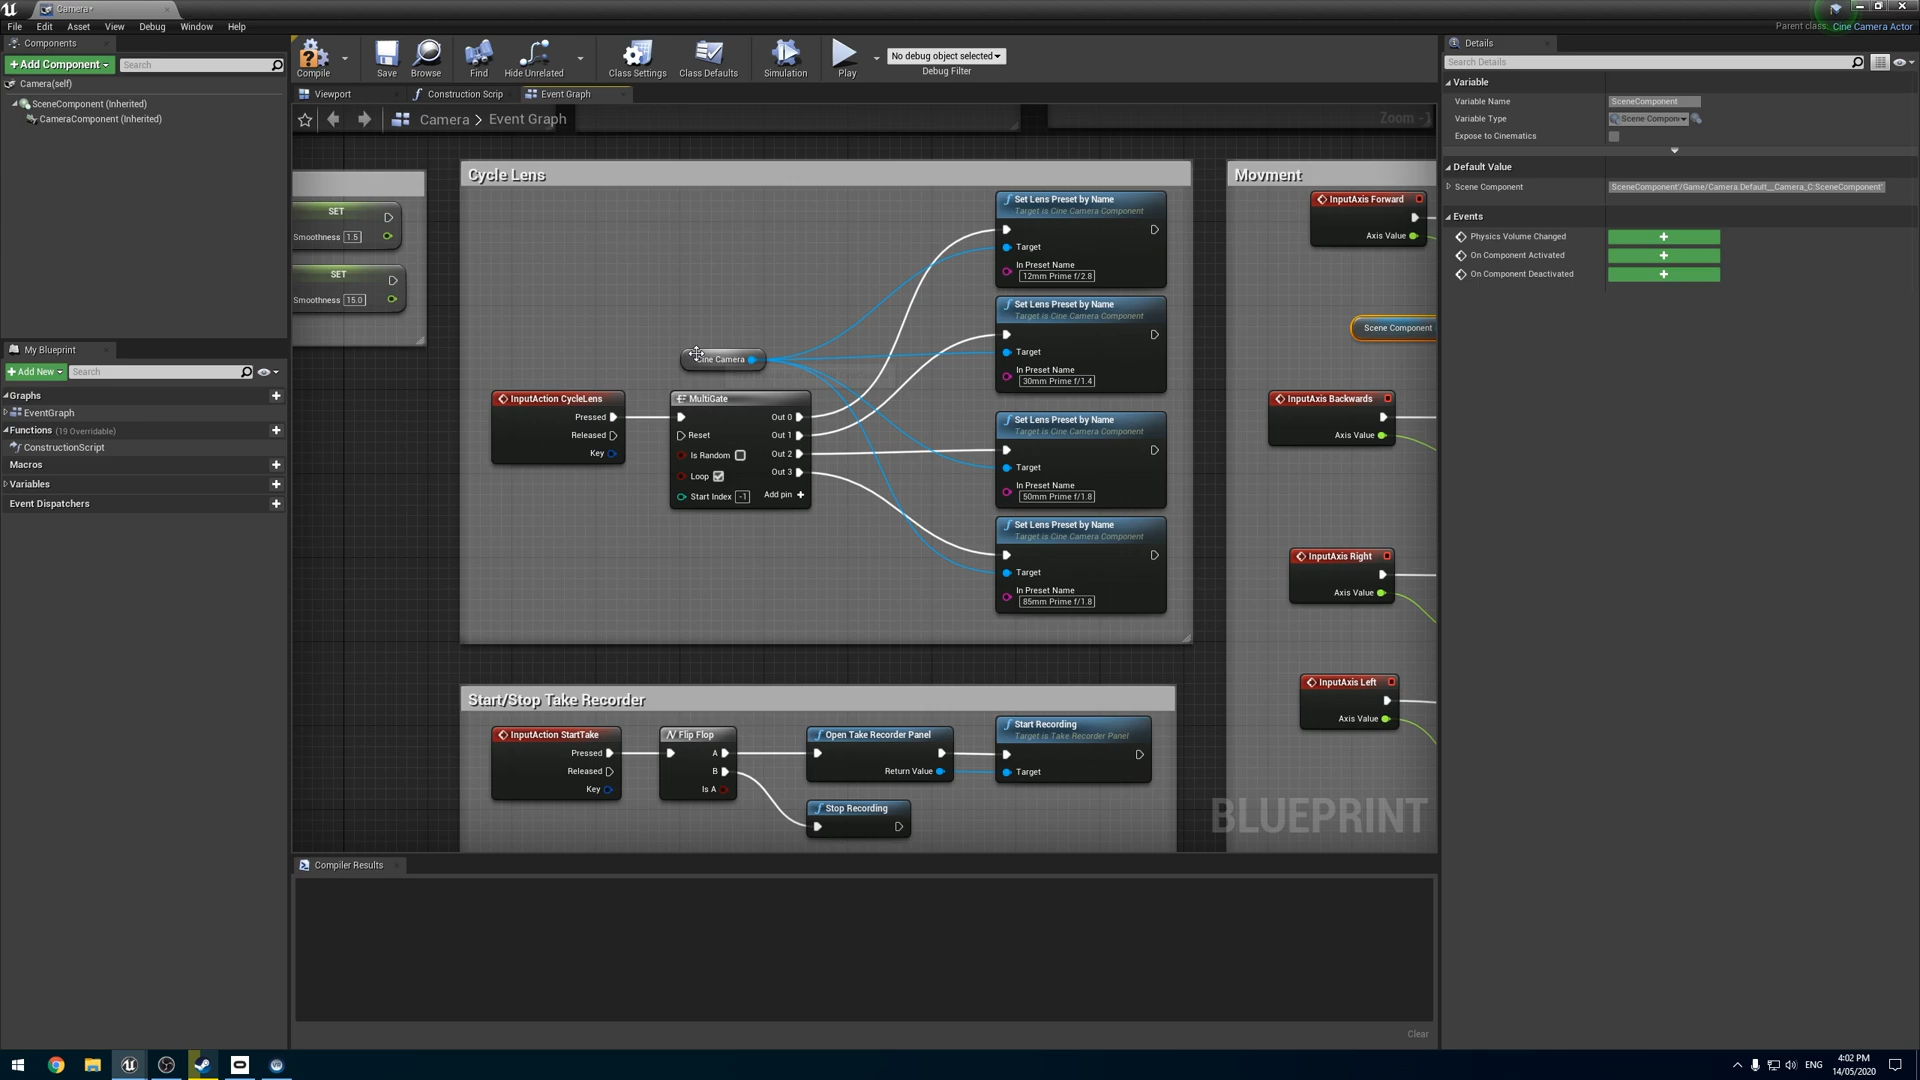 Camera*
Parent class: Cine Camera Actor
File Edit Asset View Debug Window Help
Components
+Add Component
Search
Camera(self)
SceneComponent (Inherited)
CameraComponent (Inherited)
Compile Save Browse Find Hide Unrelated Class Settings Class Defaults Simulation Play
No debug object selected
Debug Filter
Viewport
Construction Scrip
Event Graph
Camera > Event Graph
Zoom -1
SET
Smoothness 1.5
SET
Smoothness 15.0
Cycle Lens
InputAction CycleLens
Pressed
Released
Key
Cine Camera
MultiGate
Out 0
Reset Out 1
Is Random Out 2
Loop Out 3
Start Index -1 Add pin +
Set Lens Preset by Name
Target is Cine Camera Component
Target
In Preset Name
12mm Prime f/2.8
Set Lens Preset by Name
Target is Cine Camera Component
Target
In Preset Name
30mm Prime f/1.4
Set Lens Preset by Name
Target is Cine Camera Component
Target
In Preset Name
50mm Prime f/1.8
Set Lens Preset by Name
Target is Cine Camera Component
Target
In Preset Name
85mm Prime f/1.8
Movment
InputAxis Forward
Axis Value
Scene Component
InputAxis Backwards
Axis Value
InputAxis Right
Axis Value
InputAxis Left
Axis Value
Start/Stop Take Recorder
InputAction StartTake
Pressed
Released
Key
Flip Flop
A
B
Is A
Open Take Recorder Panel
Return Value
Start Recording
Target is Take Recorder Panel
Target
Stop Recording
BLUEPRINT
My Blueprint
+Add New
Search
Graphs
EventGraph
Functions (19 Overridable)
ConstructionScript
Macros
Variables
Event Dispatchers
Compiler Results
Clear
Details
Search Details
Variable
Variable Name SceneComponent
Variable Type Scene Compon
Expose to Cinematics
Default Value
Scene Component SceneComponent'/Game/Camera.Default__Camera_C:SceneComponent'
Events
Physics Volume Changed
On Component Activated
On Component Deactivated
ENG
4:02 PM
14/05/2020